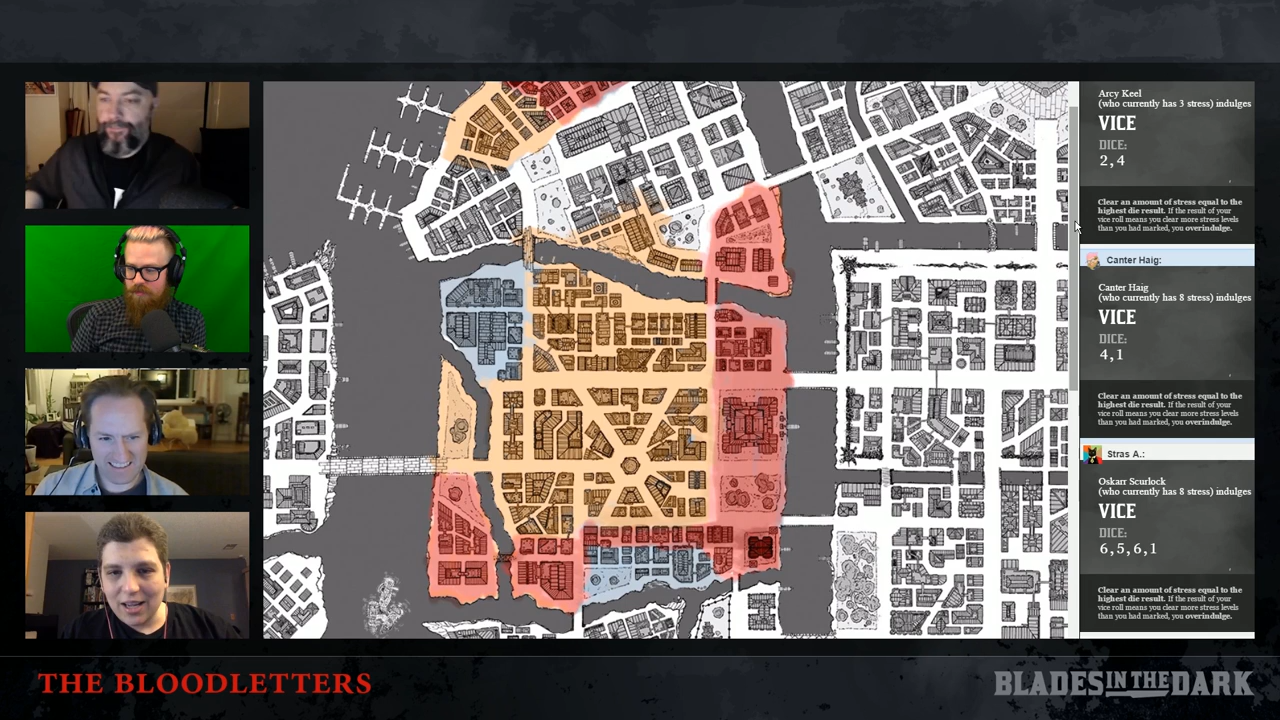 Arcy Keel
(who currently has 3 stress) indulges
VICE
DICE:
2,4
Clear an amount of stress equal to the
highest die result. If the result of your
vice roll means you clear more stress levels
than you had marked, you overindulge.
Canter Haig:
Canter Haig
(who currently has 8 stress) indulges
VICE
DICE:
4,1
Clear an amount of stress equal to the
highest die result. If the result of your
vice roll means you clear more stress levels
than you had marked, you overindulge.
Stras A.:
Oskarr Scurlock
(who currently has 8 stress) indulges
VICE
DICE:
6,5,6,1
Clear an amount of stress equal to the
highest die result. If the result of your
vice roll means you clear more stress levels
than you had marked, you overindulge.
THE BLOODLETTERS
BLADES IN THE DARK